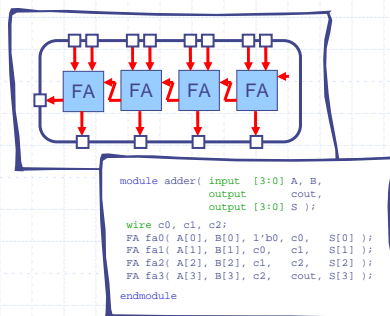 FA FA FA FA
module adder( input [3:0] A, B,
output cout,
output [3:0] S );
wire c0, c1, c2;
FA fa0( A[0], B[0], 1'b0, c0, S[0] );
FA fa1( A[1], B[1], c0, c1, S[1] );
FA fa2( A[2], B[2], c1, c2, S[2] );
FA fa3( A[3], B[3], c2, cout, S[3] );
endmodule